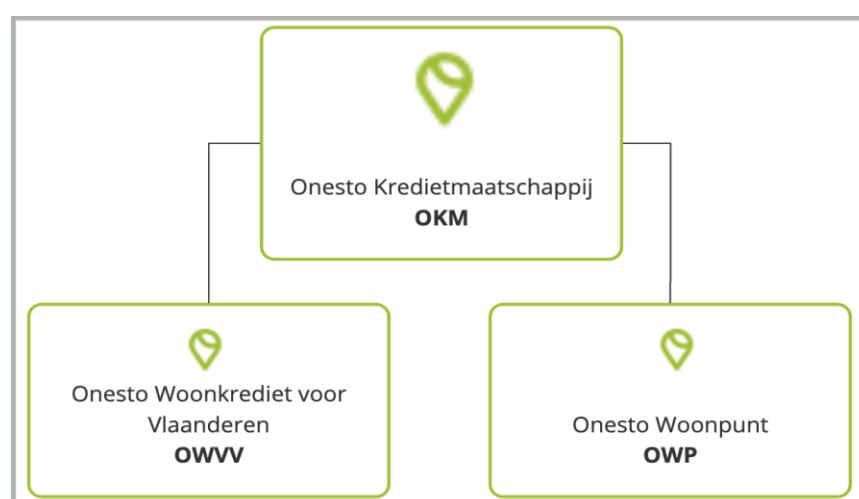 Onesto Kredietmaatschappij
OKM
Onesto Woonkrediet voor
Vlaanderen
OWVV
Onesto Woonpunt
OWP